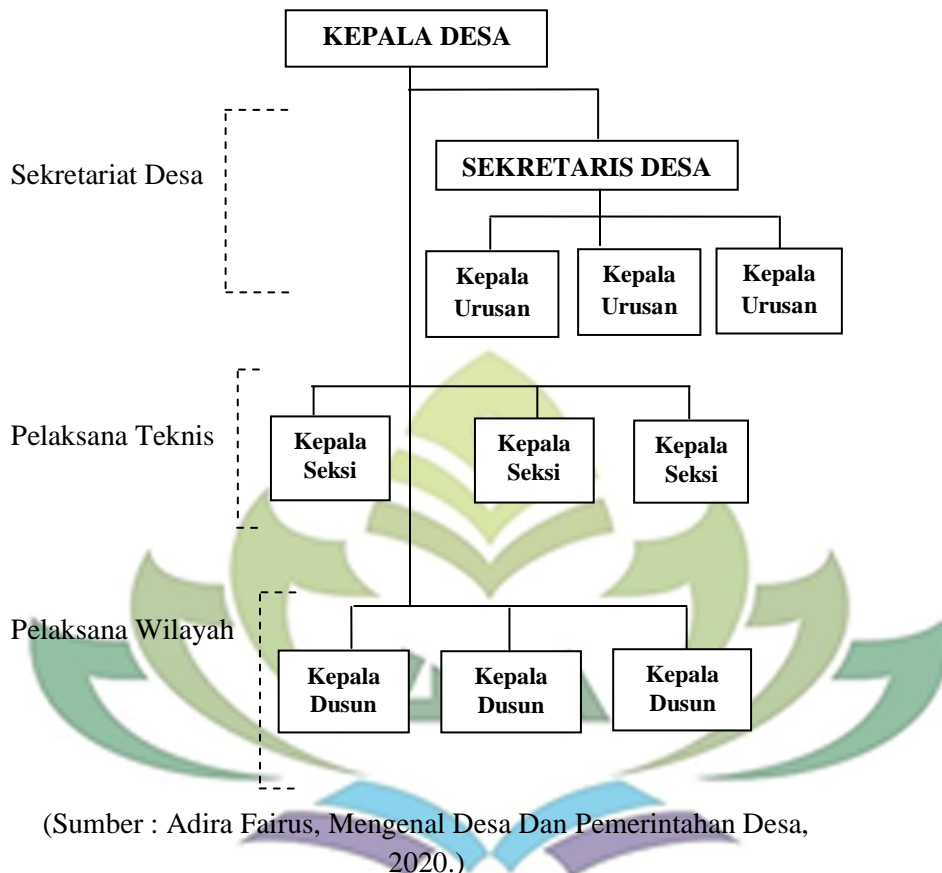 KEPALA DESA
Sekretariat Desa
SEKRETARIS DESA
Kepala
Urusan
Kepala
Urusan
Kepala
Urusan
Pelaksana Teknis
Kepala
Seksi
Kepala
Seksi
Kepala
Seksi
Pelaksana Wilayah
Kepala
Dusun
Kepala
Dusun
Kepala
Dusun
(Sumber : Adira Fairus, Mengenal Desa Dan Pemerintahan Desa,
2020.)